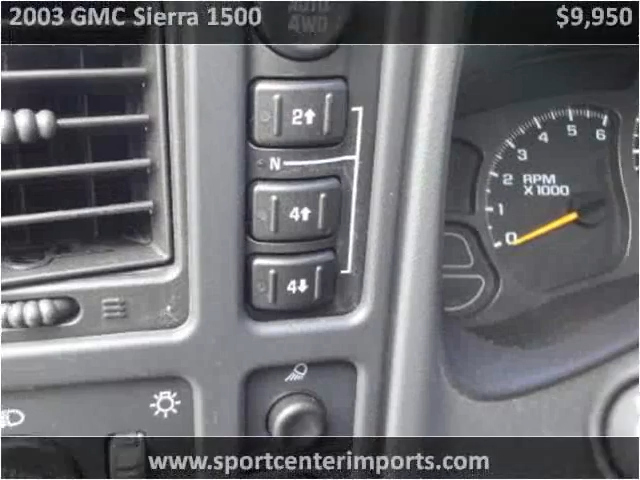 2003 GMC Sierra 1500
$9,950
AUTO
4WD
2↑
N
4↑
4↓
0
1
2
3
4
5
6
RPM
X1000
www.sportcenterimports.com